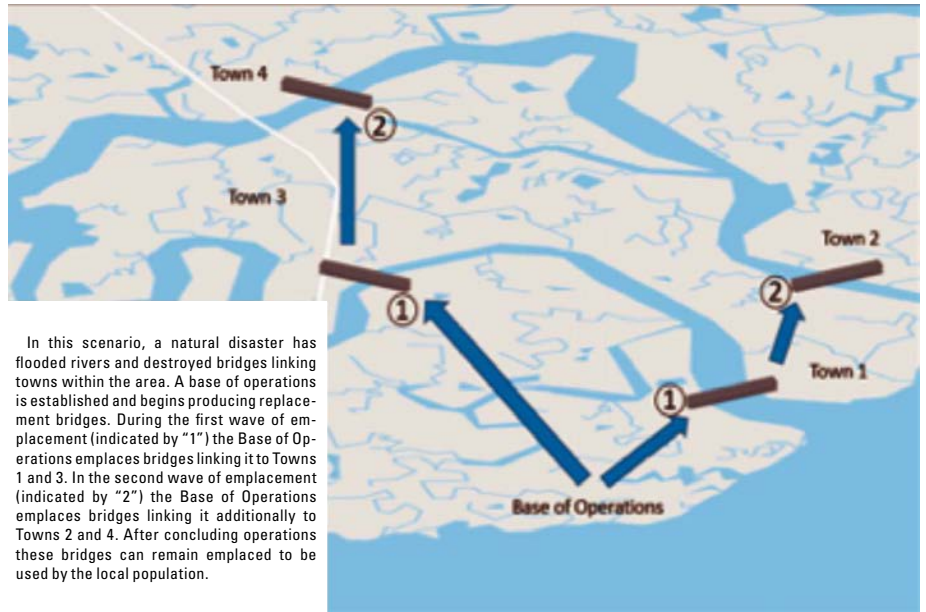 Town 4
②
Town 3
Town 2
②
①
Town 1
①
Base of Operations
In this scenario, a natural disaster has
flooded rivers and destroyed bridges linking
towns within the area. A base of operations
is established and begins producing replace-
ment bridges. During the first wave of em-
placement (indicated by “1”) the Base of Op-
erations emplaces bridges linking it to Towns
1 and 3. In the second wave of emplacement
(indicated by “2”) the Base of Operations
emplaces bridges linking it additionally to
Towns 2 and 4. After concluding operations
these bridges can remain emplaced to be
used by the local population.